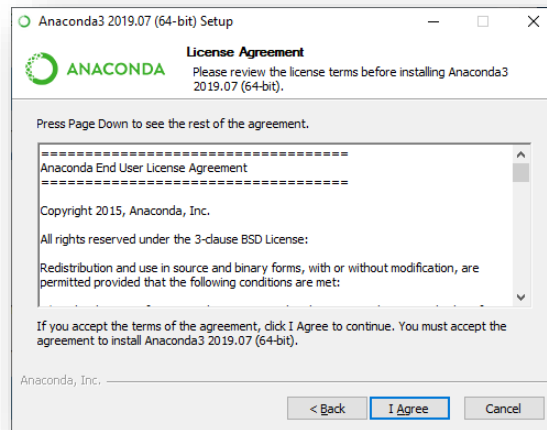 Anaconda3 2019.07 (64-bit) Setup
ANACONDA
License Agreement
Please review the license terms before installing Anaconda3
2019.07 (64-bit).
Press Page Down to see the rest of the agreement.
===================================
Anaconda End User License Agreement
===================================
Copyright 2015, Anaconda, Inc.
All rights reserved under the 3-clause BSD License:
Redistribution and use in source and binary forms, with or without modification, are
permitted provided that the following conditions are met:
If you accept the terms of the agreement, click I Agree to continue. You must accept the
agreement to install Anaconda3 2019.07 (64-bit).
Anaconda, Inc.
< Back
I Agree
Cancel